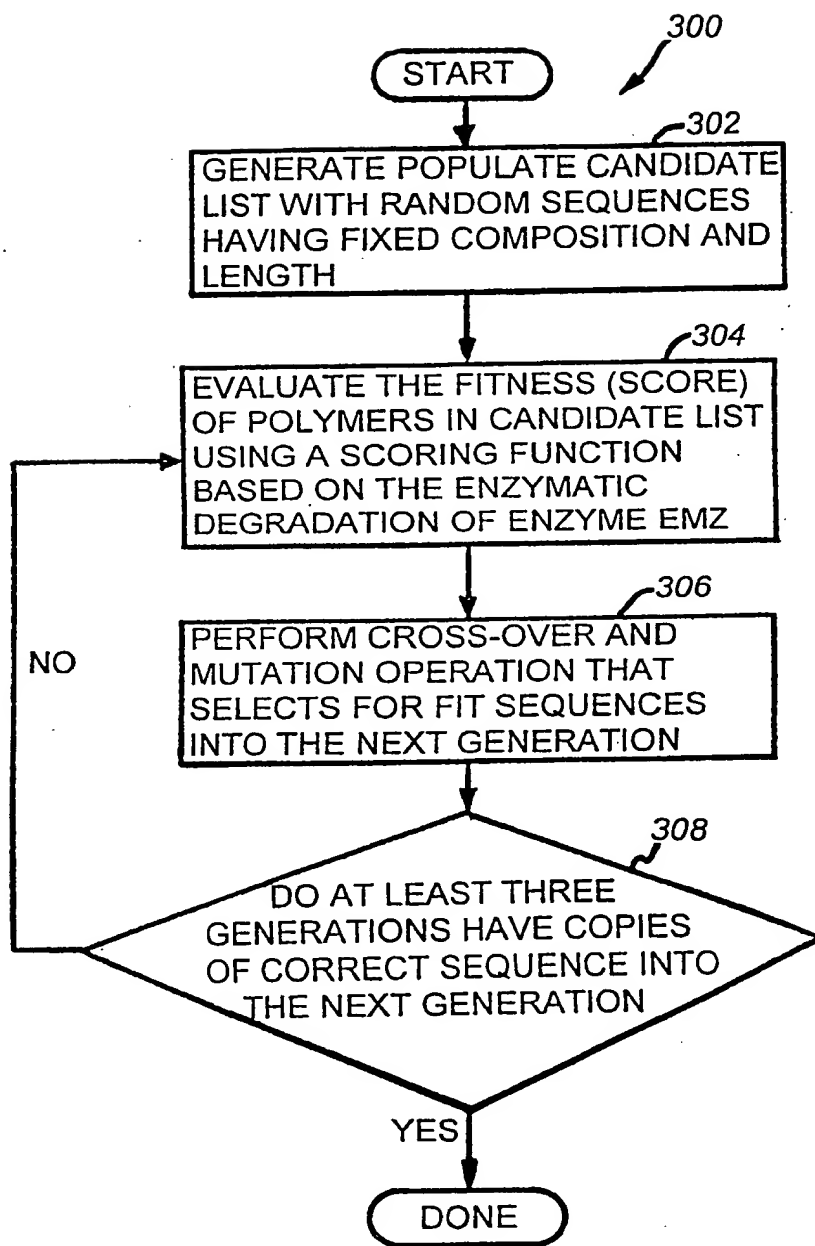 300
START
302
GENERATE POPULATE CANDIDATE
LIST WITH RANDOM SEQUENCES
HAVING FIXED COMPOSITION AND
LENGTH
304
EVALUATE THE FITNESS (SCORE)
OF POLYMERS IN CANDIDATE LIST
USING A SCORING FUNCTION
BASED ON THE ENZYMATIC
DEGRADATION OF ENZYME EMZ
306
PERFORM CROSS-OVER AND
MUTATION OPERATION THAT
SELECTS FOR FIT SEQUENCES
INTO THE NEXT GENERATION
NO
308
DO AT LEAST THREE
GENERATIONS HAVE COPIES
OF CORRECT SEQUENCE INTO
THE NEXT GENERATION
YES
DONE